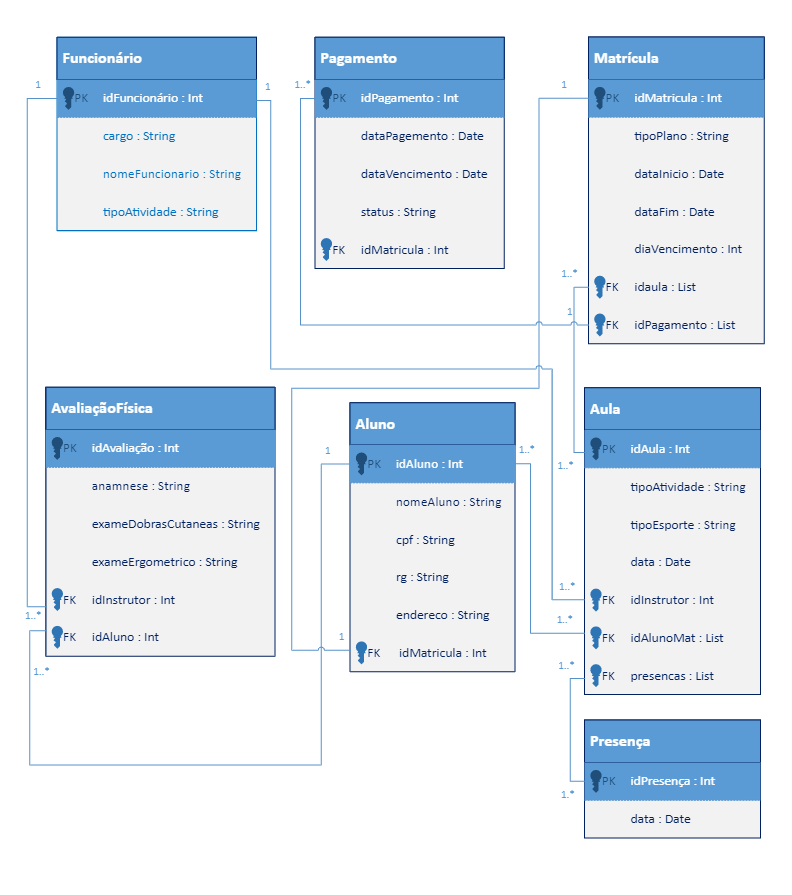 Funcionário
1
PK idFuncionário : Int
1
cargo : String
nomeFuncionario : String
tipoAtividade : String
Pagamento
1..*
PK idPagamento : Int
dataPagemento : Date
dataVencimento : Date
status : String
FK idMatricula : Int
Matrícula
1
PK idMatricula : Int
tipoPlano : String
dataInicio : Date
dataFim : Date
diaVencimento : Int
1..*
FK idaula : List
1
FK idPagamento : List
AvaliaçãoFísica
PK idAvaliação : Int
anamnese : String
exameDobrasCutaneas : String
exameErgometrico : String
FK idInstrutor : Int
1..*
FK idAluno : Int
1..*
Aluno
1
PK idAluno : Int
1..*
nomeAluno : String
cpf : String
rg : String
endereco : String
1
FK idMatricula : Int
Aula
PK idAula : Int
1..*
tipoAtividade : String
tipoEsporte : String
data : Date
1..*
FK idInstrutor : Int
1..*
FK idAlunoMat : List
1..*
FK presencas : List
Presença
PK idPresença : Int
1.*
data : Date